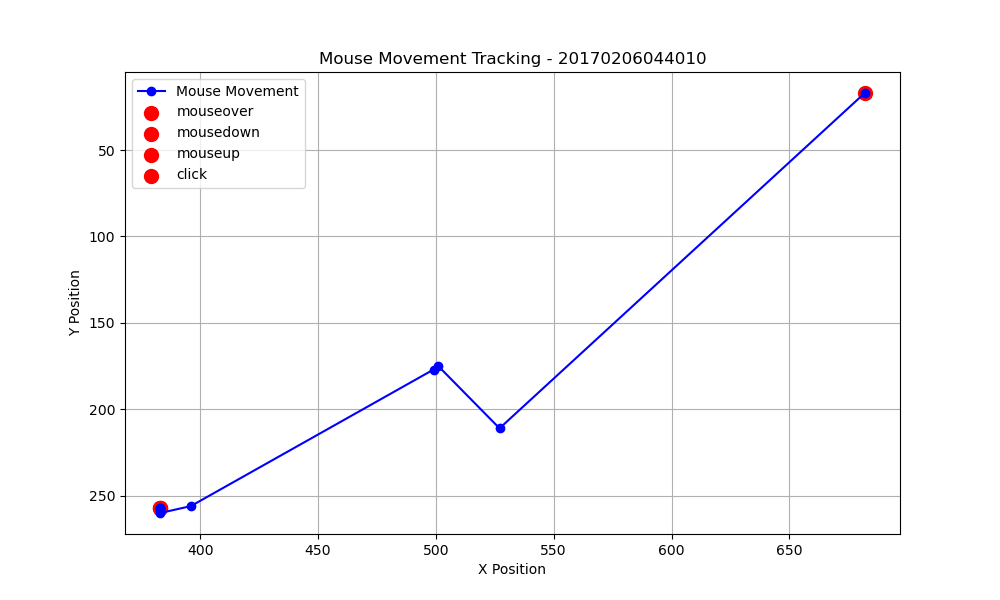 Mouse Movement Tracking - 20170206044010
Mouse Movement
mouseover
mousedown
mouseup
click
50
100
150
200
250
Y Position
400
450
500
550
600
650
X Position